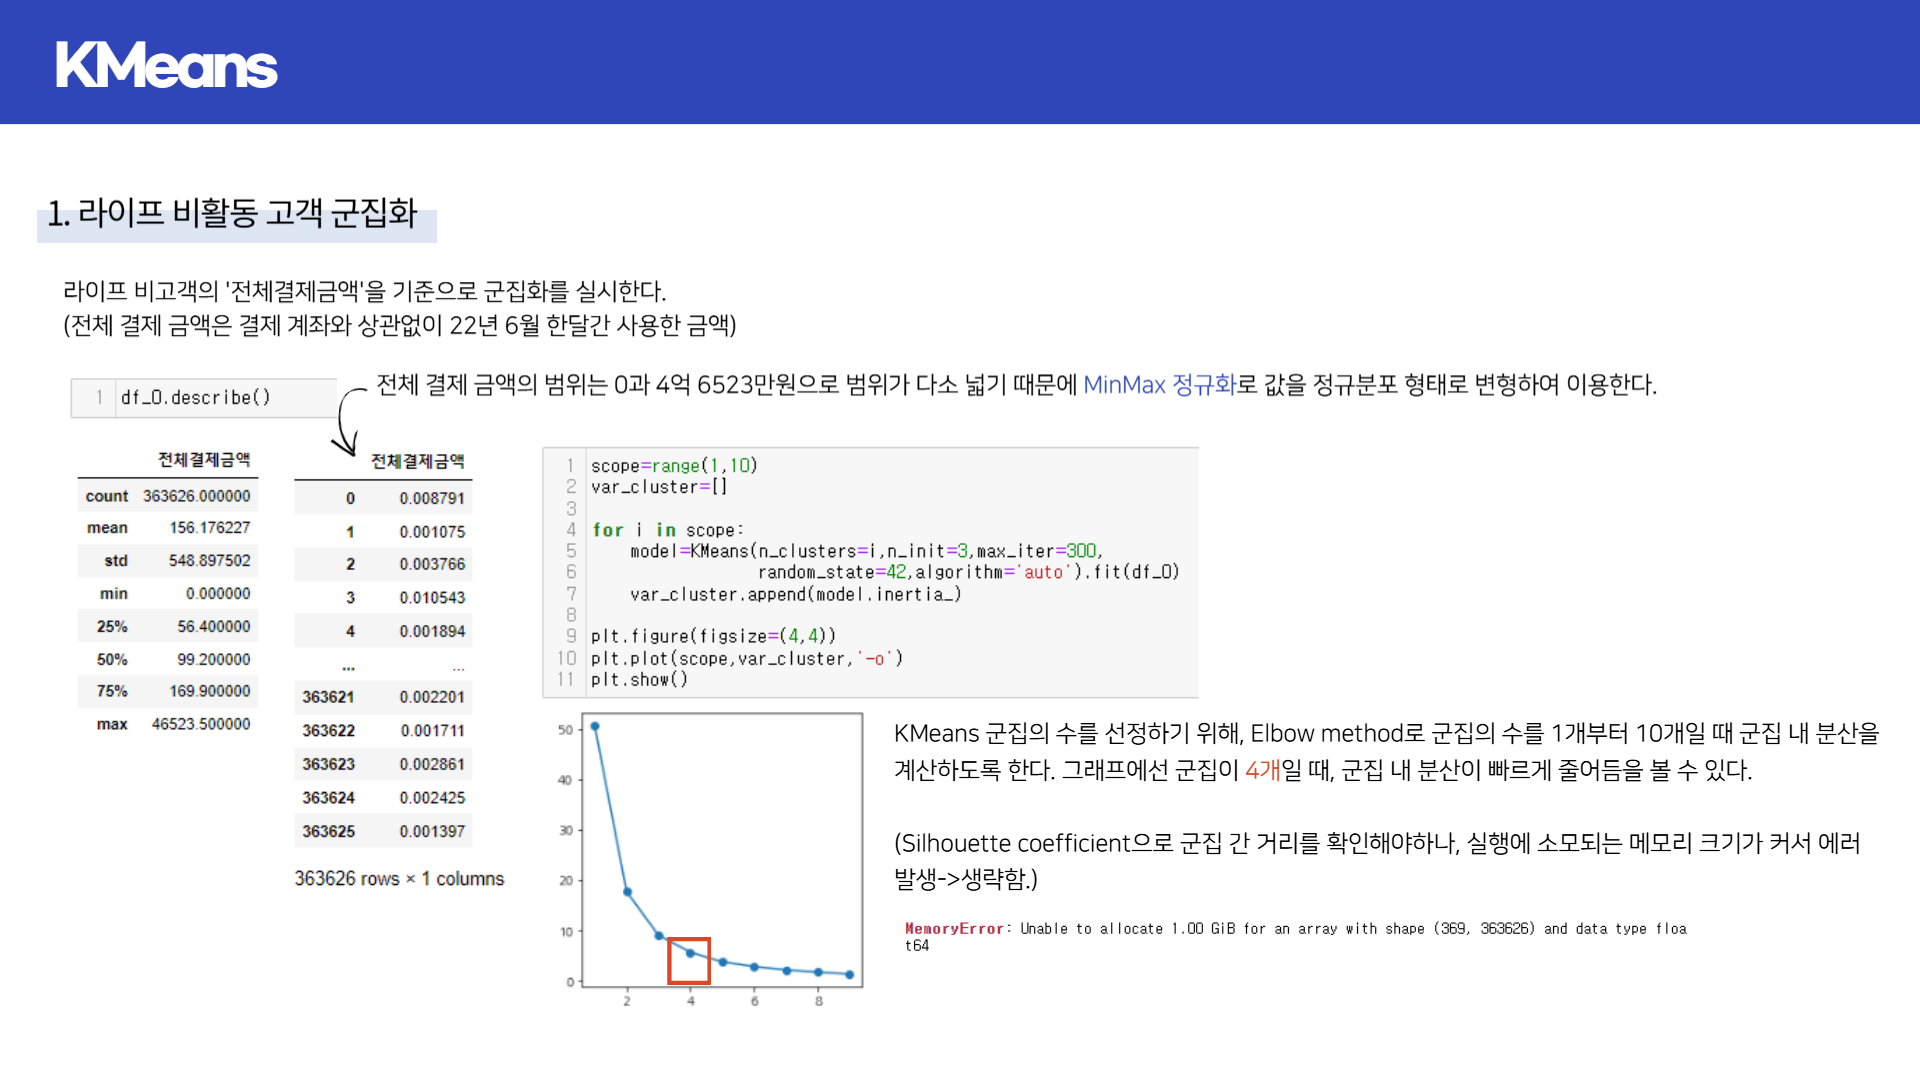 KMeans
1. 라이프 비활동 고객 군집화
라이프 비고객의 '전체결제금액'을 기준으로 군집화를 실시한다.
(전체 결제 금액은 결제 계좌와 상관없이 22년 6월 한달간 사용한 금액)
전체 결제 금액의 범위는 0과 4억 6523만원으로 범위가 다소 넓기 때문에 MinMax 정규화로 값을 정규분포 형태로 변형하여 이용한다.
1 df_O.describe()
전체결제금액
count 363626.000000
mean 156.176227
std 548.897502
min 0.000000
25% 56.400000
50% 99.200000
75% 169.900000
max 46523.500000
전체결제금액
0 0.008791
1 0.001075
2 0.003766
3 0.010543
4 0.001894
... ...
363621 0.002201
363622 0.001711
363623 0.002861
363624 0.002425
363625 0.001397
363626 rows × 1 columns
1 scope=range(1,10)
2 var_cluster=[]
3
4 for i in scope:
5 model=KMeans(n_clusters=i,n_init=3,max_iter=300,
6 random_state=42,algorithm='auto').fit(df_O)
7 var_cluster.append(model.inertia_)
8
9 plt.figure(figsize=(4,4))
10 plt.plot(scope,var_cluster,'-o')
11 plt.show()
50
40
30
20
10
0
2 4 6 8
KMeans 군집의 수를 선정하기 위해, Elbow method로 군집의 수를 1개부터 10개일 때 군집 내 분산을
계산하도록 한다. 그래프에선 군집이 4개일 때, 군집 내 분산이 빠르게 줄어듬을 볼 수 있다.
(Silhouette coefficient으로 군집 간 거리를 확인해야하나, 실행에 소모되는 메모리 크기가 커서 에러
발생->생략함.)
MemoryError: Unable to allocate 1.00 GiB for an array with shape (369, 363626) and data type floa
t64